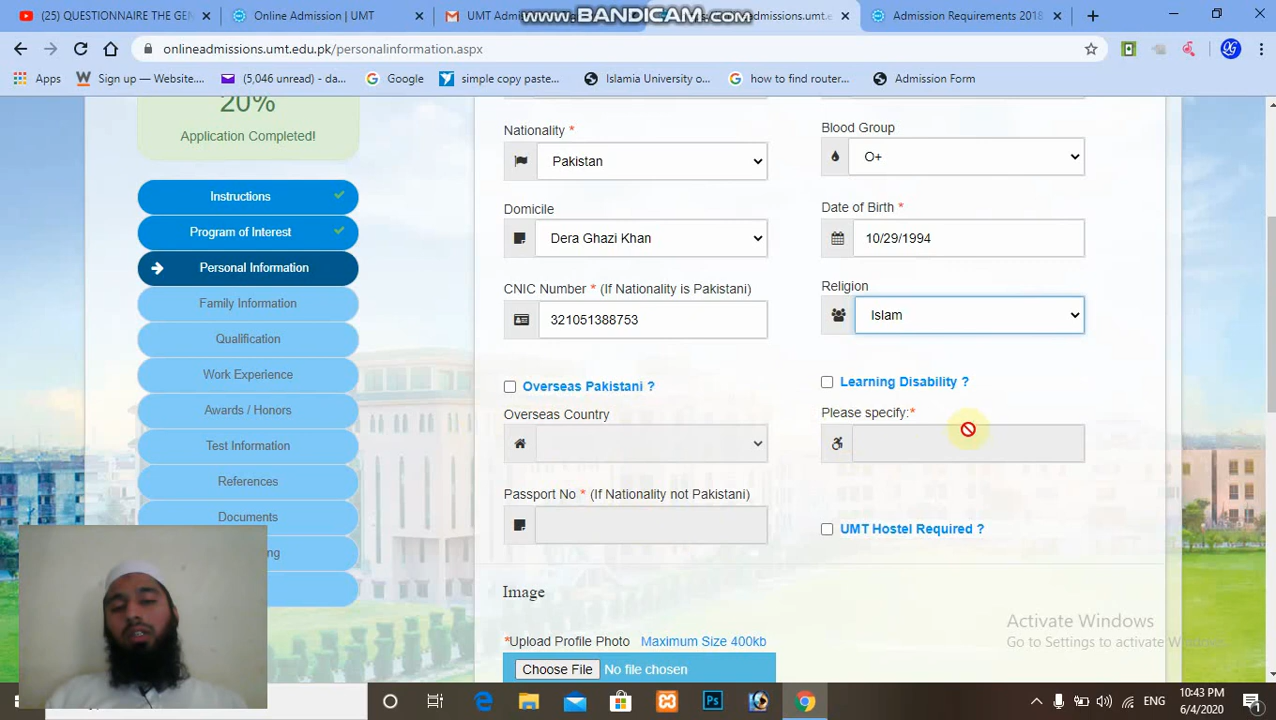 (25) QUESTIONNAIRE THE GEN
Online Admission | UMT
UMT Adm
www.BANDICAM.com
admissions.umt.e
Admission Requirements 2018
onlineadmissions.umt.edu.pk/personalinformation.aspx
Apps
Sign up — Website....
(5,046 unread) - da...
Google
simple copy paste...
Islamia University o...
how to find router...
Admission Form
20%
Application Completed!
Instructions
Program of Interest
Personal Information
Family Information
Qualification
Work Experience
Awards / Honors
Test Information
References
Documents
ng
Nationality *
Pakistan
Blood Group
O+
Domicile
Dera Ghazi Khan
Date of Birth *
10/29/1994
CNIC Number * (If Nationality is Pakistani)
321051388753
Religion
Islam
Overseas Pakistani ?
Learning Disability ?
Overseas Country
Please specify:*
Passport No * (If Nationality not Pakistani)
UMT Hostel Required ?
Image
*Upload Profile Photo Maximum Size 400kb
Choose File No file chosen
Activate Windows
Go to Settings to activate Windows.
ENG
10:43 PM
6/4/2020